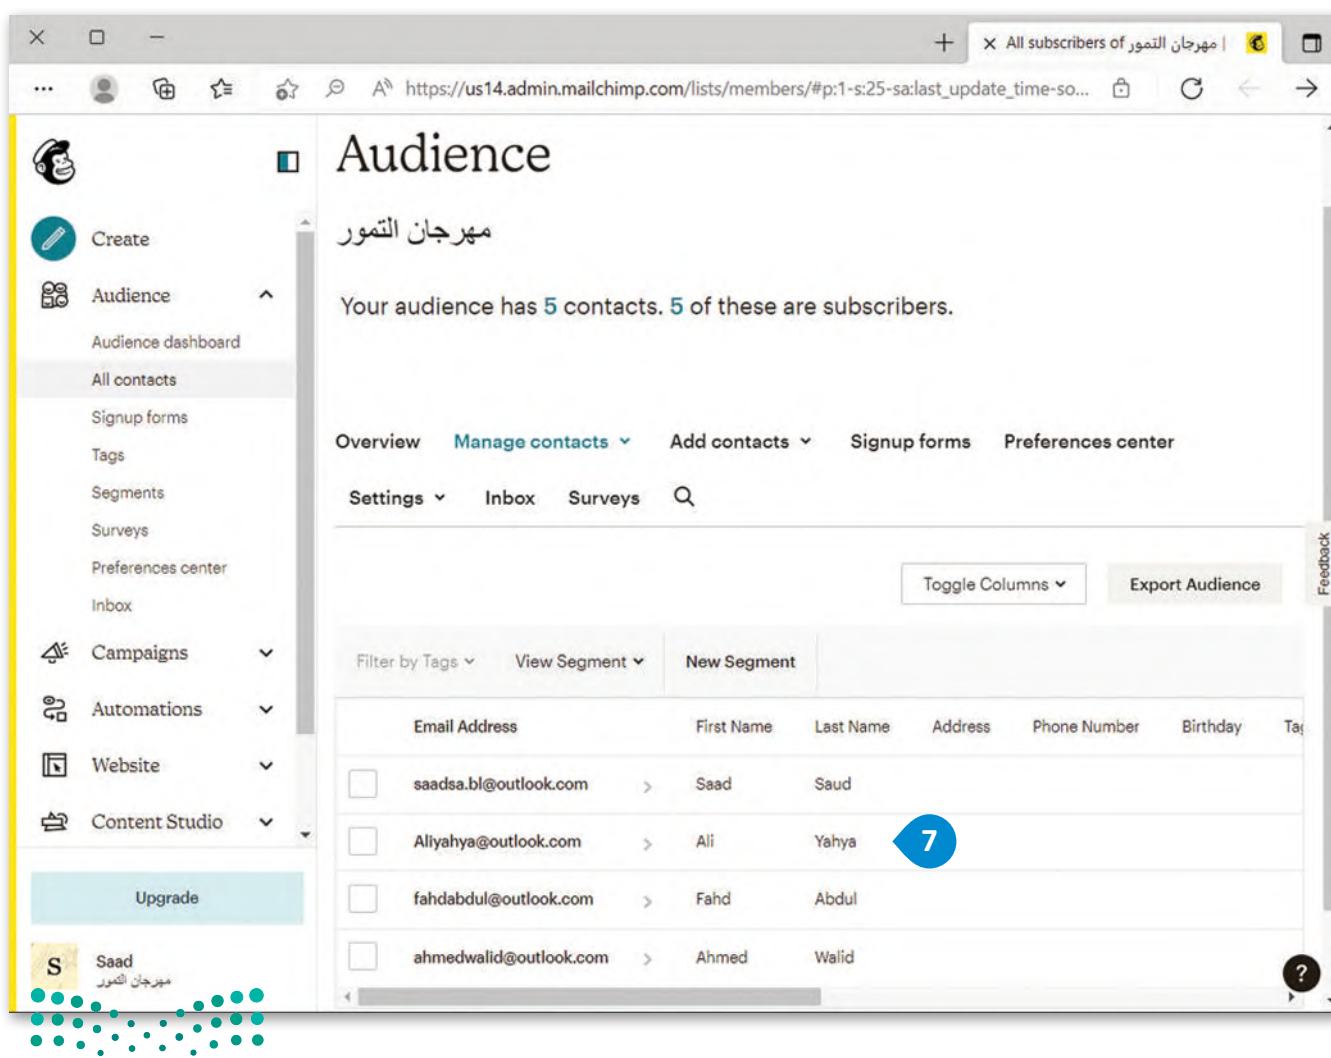 All subscribers of مهرجان التمور |
https://us14.admin.mailchimp.com/lists/members/#p:1-s:25-sa:last_update_time-so...
Audience
مهرجان التمور
Your audience has 5 contacts. 5 of these are subscribers.
Create
Audience
Audience dashboard
All contacts
Signup forms
Tags
Segments
Surveys
Preferences center
Inbox
Campaigns
Automations
Website
Content Studio
Upgrade
S
Saad
مهرجان التمور
Overview Manage contacts Add contacts Signup forms Preferences center
Settings Inbox Surveys
Feedback
Toggle Columns Export Audience
Filter by Tags View Segment New Segment
Email Address First Name Last Name Address Phone Number Birthday Tag
saadsa.bl@outlook.com Saad Saud
Aliyahya@outlook.com Ali Yahya 7
fahdabdul@outlook.com Fahd Abdul
ahmedwalid@outlook.com Ahmed Walid
?